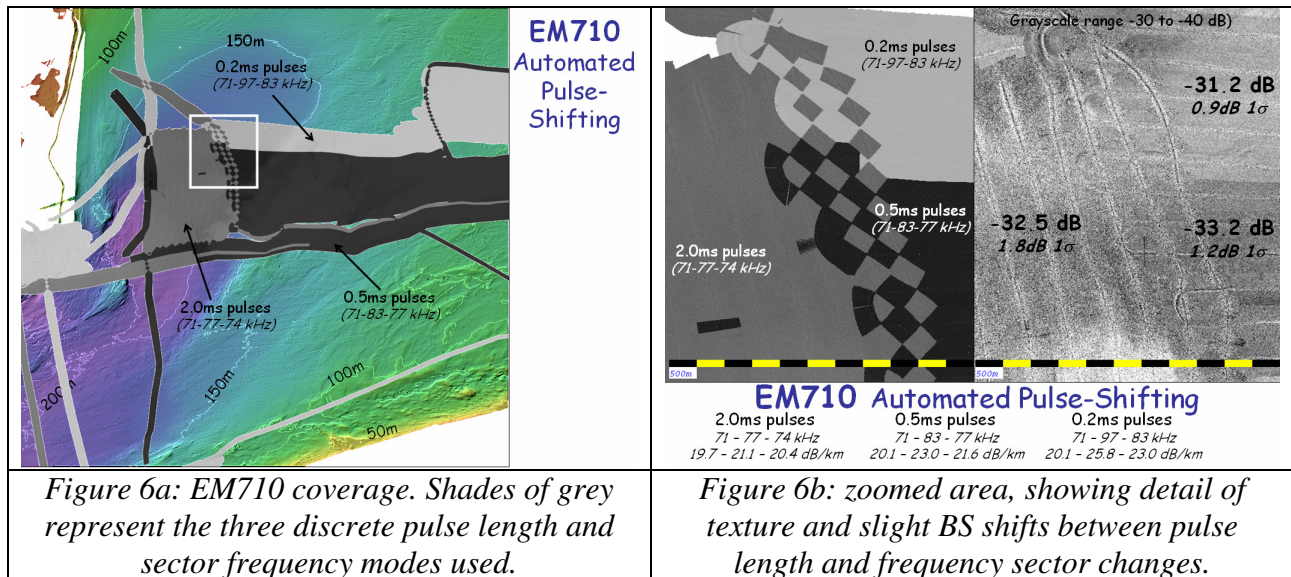 EM710
Automated
Pulse-
Shifting
100m
150m
0.2ms pulses
(71-97-83 kHz)
2.0ms pulses
(71-77-74 kHz)
0.5ms pulses
(71-83-77 kHz)
200m
150m
100m
50m
Figure 6a: EM710 coverage. Shades of grey
represent the three discrete pulse length and
sector frequency modes used.
0.2ms pulses
(71-97-83 kHz)
0.5ms pulses
(71-83-77 kHz)
2.0ms pulses
(71-77-74 kHz)
500m
Grayscale range -30 to -40 dB)
-31.2 dB
0.9dB 1σ
-32.5 dB
1.8dB 1σ
-33.2 dB
1.2dB 1σ
500m
EM710 Automated Pulse-Shifting
2.0ms pulses
71 - 77 - 74 kHz
19.7 - 21.1 - 20.4 dB/km
0.5ms pulses
71 - 83 - 77 kHz
20.1 - 23.0 - 21.6 dB/km
0.2ms pulses
71 - 97 - 83 kHz
20.1 - 25.8 - 23.0 dB/km
Figure 6b: zoomed area, showing detail of
texture and slight BS shifts between pulse
length and frequency sector changes.